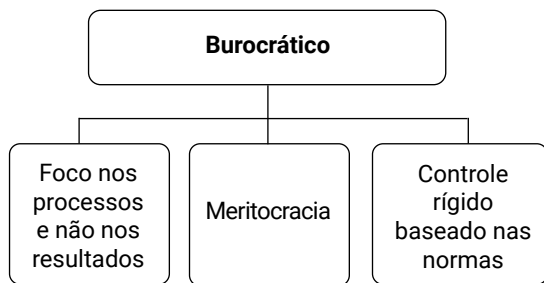 Burocrático
Foco nos
processos
e não nos
resultados
Meritocracia
Controle
rígido
baseado nas
normas